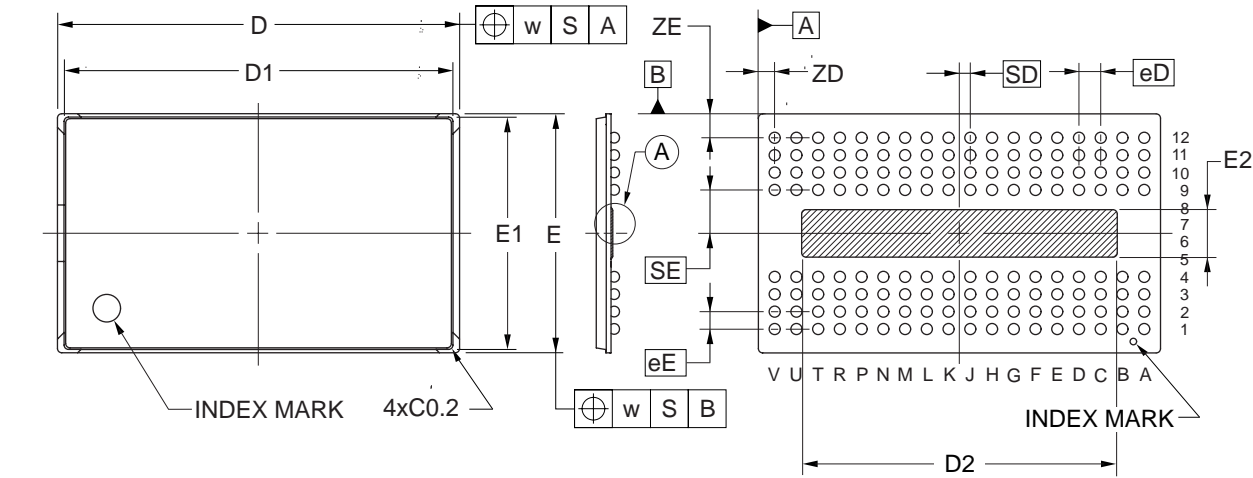 D
w S A
D1
ZE
A
B
ZD
SD
eD
A
E1
E
SE
eE
12
11
10
9
8
7
6
5
4
3
2
1
E2
V U T R P N M L K J H G F E D C B A
INDEX MARK
4xC0.2
w S B
INDEX MARK
D2